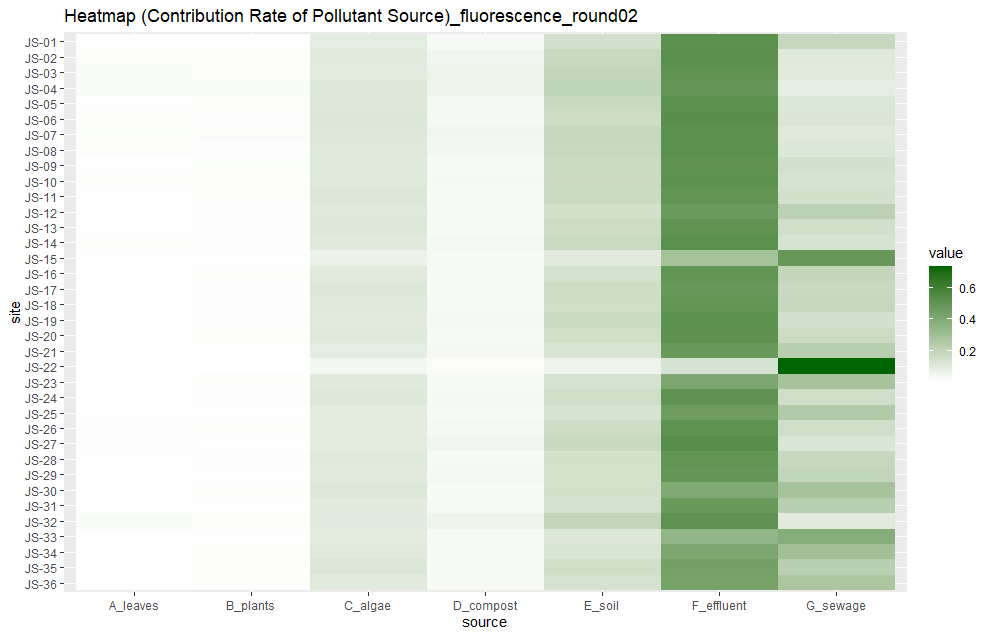 Heatmap (Contribution Rate of Pollutant Source)_fluorescence_round02
site
JS-01
JS-02
JS-03
JS-04
JS-05
JS-06
JS-07
JS-08
JS-09
JS-10
JS-11
JS-12
JS-13
JS-14
JS-15
JS-16
JS-17
JS-18
JS-19
JS-20
JS-21
JS-22
JS-23
JS-24
JS-25
JS-26
JS-27
JS-28
JS-29
JS-30
JS-31
JS-32
JS-33
JS-34
JS-35
JS-36
A_leaves B_plants C_algae D_compost E_soil F_effluent G_sewage
source
value
0.6
0.4
0.2